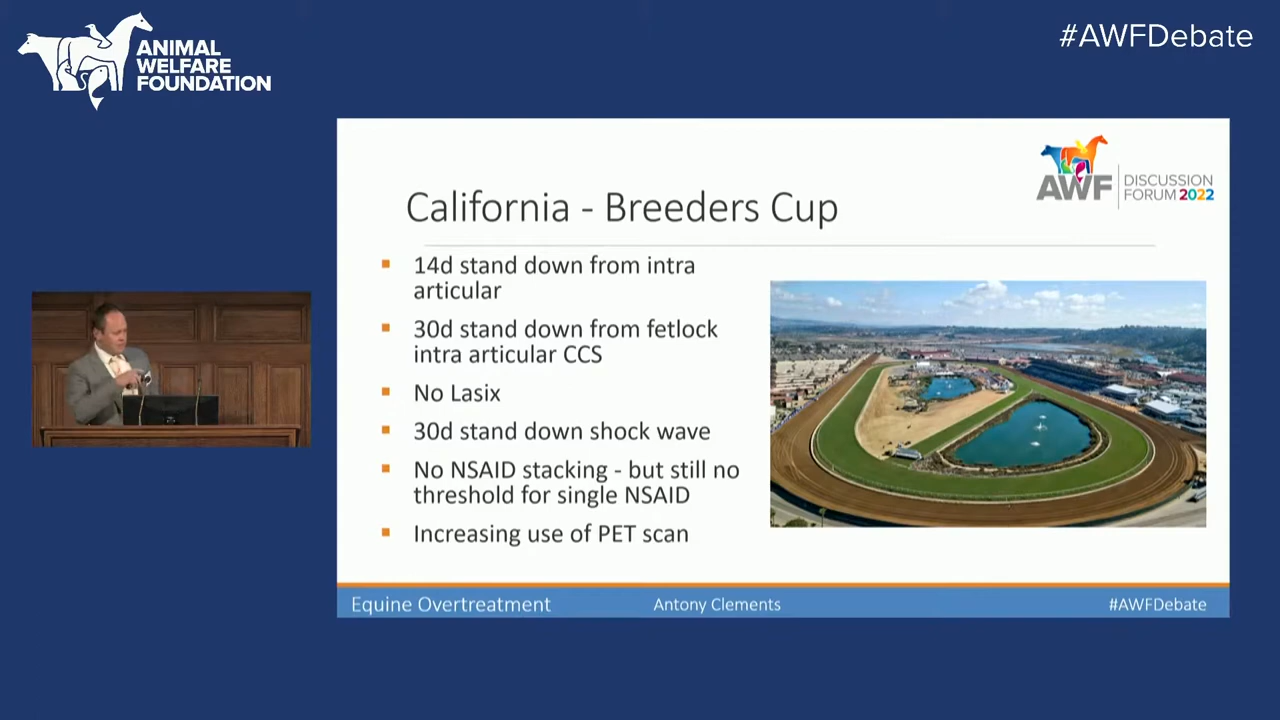 ANIMAL
WELFARE
FOUNDATION
#AWFDebate
AWF DISCUSSION
FORUM 2022
California - Breeders Cup
14d stand down from intra
articular
30d stand down from fetlock
intra articular CCS
No Lasix
30d stand down shock wave
No NSAID stacking - but still no
threshold for single NSAID
Increasing use of PET scan
Equine Overtreatment
Antony Clements
#AWFDebate